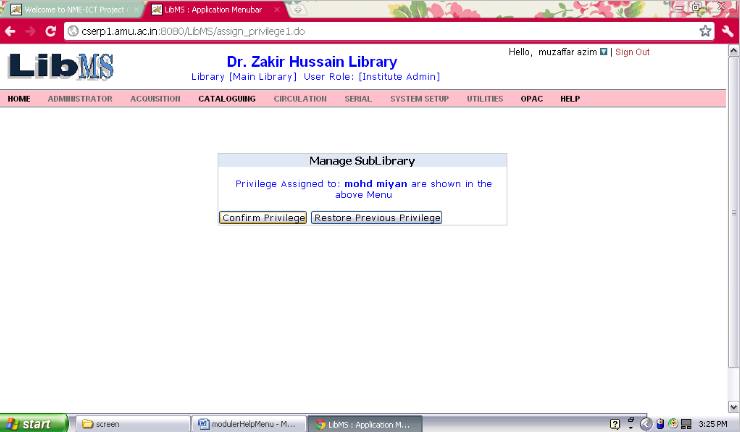 Welcome to NME-ICT Project (
LibMS : Application Menubar
cserp1.amu.ac.in:8080/LibMS/assign_privilege1.do
LibMS
Dr. Zakir Hussain Library
Library [Main Library] User Role: [Institute Admin]
Hello, muzaffar azim | Sign Out
HOME ADMINISTRATOR ACQUISITION CATALOGUING CIRCULATION SERIAL SYSTEM SETUP UTILITIES OPAC HELP
Manage SubLibrary
Privilege Assigned to: mohd miyan are shown in the
above Menu
Confirm Privilege Restore Previous Privilege
start screen modulerHelpMenu - M... LibMS : Application M... 3:25 PM